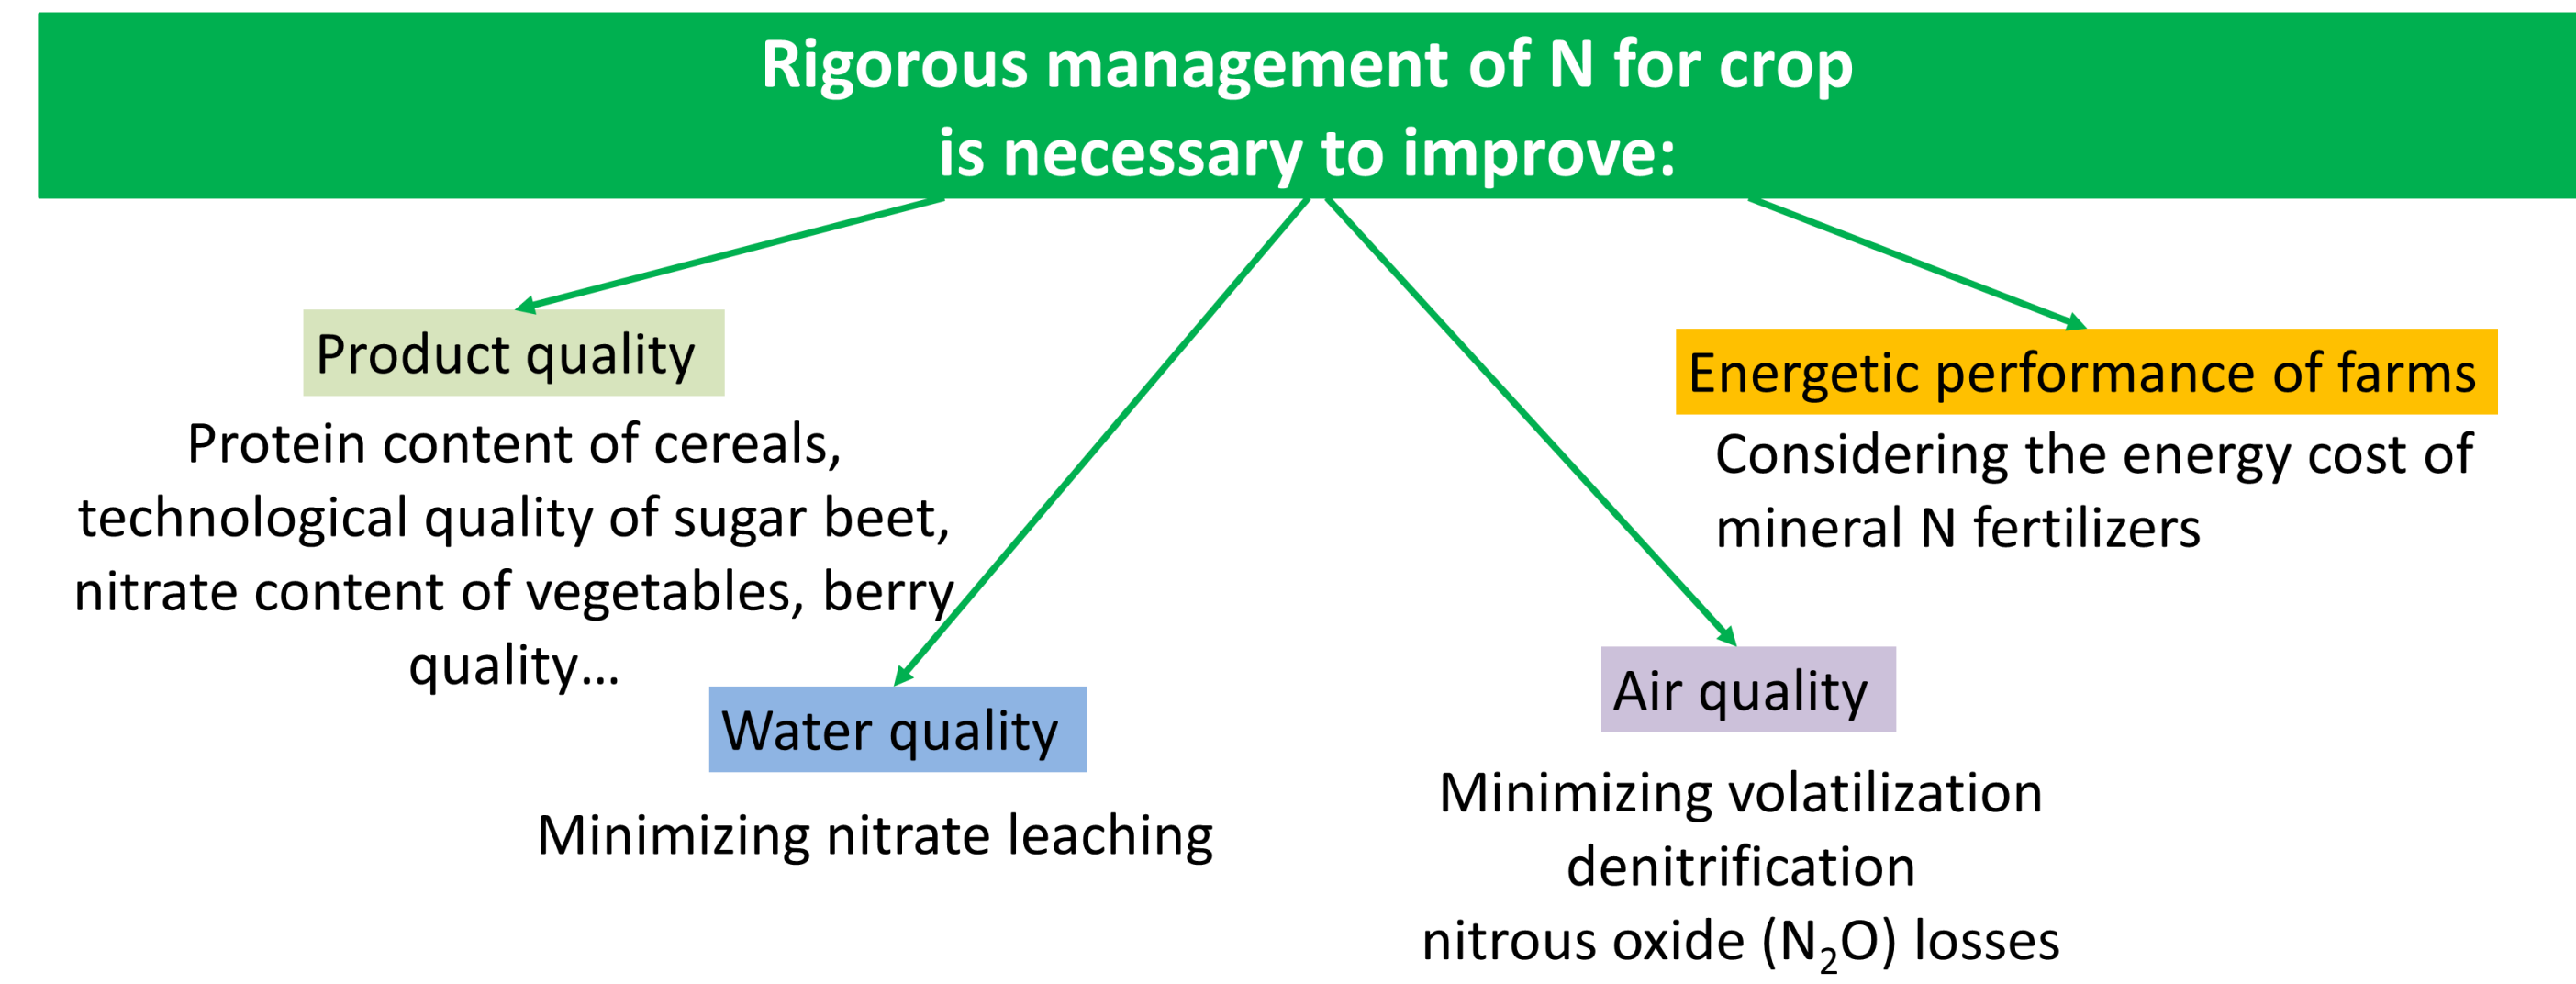 Rigorous management of N for crop
is necessary to improve:
Product quality
Protein content of cereals,
technological quality of sugar beet,
nitrate content of vegetables, berry
quality…
Water quality
Minimizing nitrate leaching
Air quality
Minimizing volatilization
denitrification
nitrous oxide (N₂O) losses
Energetic performance of farms
Considering the energy cost of
mineral N fertilizers